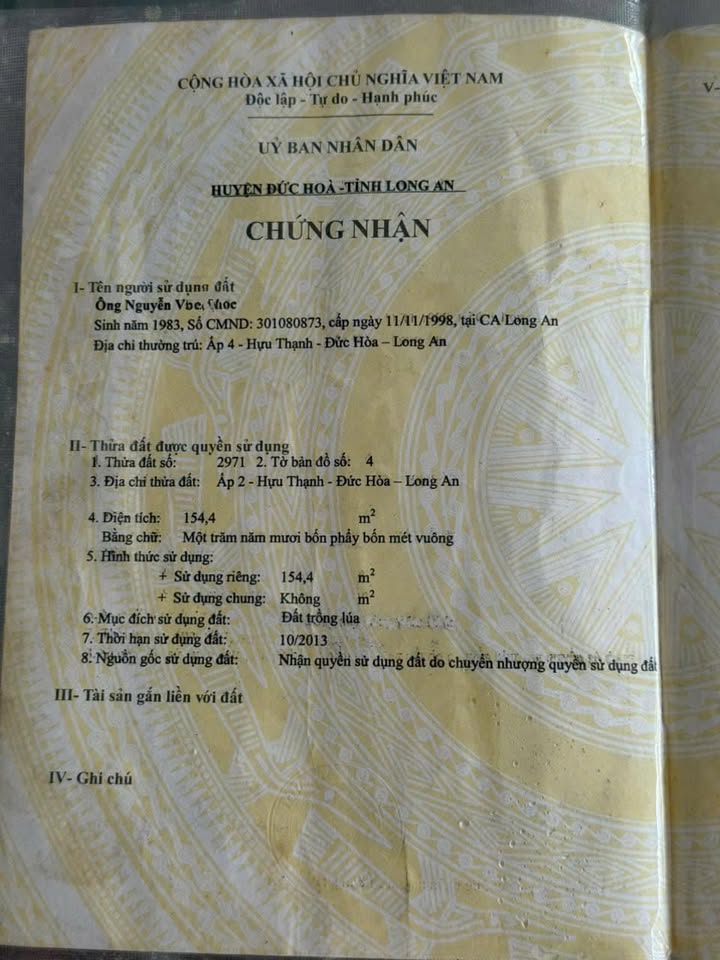 CỘNG HÒA XÃ HỘI CHỦ NGHĨA VIỆT NAM
Độc lập - Tự do - Hạnh phúc
UỶ BAN NHÂN DÂN
HUYỆN ĐỨC HOÀ -TỈNH LONG AN
CHỨNG NHẬN
I- Tên người sử dụng đất
Ông Nguyễn
Sinh năm 1983, Số CMND: 301080873, cấp ngày 11/11/1998, tại CA Long An
Địa chỉ thường trú: Ấp 4 - Hựu Thạnh - Đức Hòa – Long An
II- Thửa đất được quyền sử dụng
1. Thửa đất số: 2971 2. Tờ bản đồ số: 4
3. Địa chỉ thửa đất: Ấp 2 - Hựu Thạnh - Đức Hòa – Long An
4. Diện tích: 154,4 m²
Bằng chữ: Một trăm năm mươi bốn phẩy bốn mét vuông
5. Hình thức sử dụng:
+ Sử dụng riêng: 154,4 m²
+ Sử dụng chung: Không m²
6. Mục đích sử dụng đất: Đất trồng lúa
7. Thời hạn sử dụng đất: 10/2013
8. Nguồn gốc sử dụng đất: Nhận quyền sử dụng đất do chuyển nhượng quyền sử dụng đất
III- Tài sản gắn liền với đất
IV- Ghi chú
V-